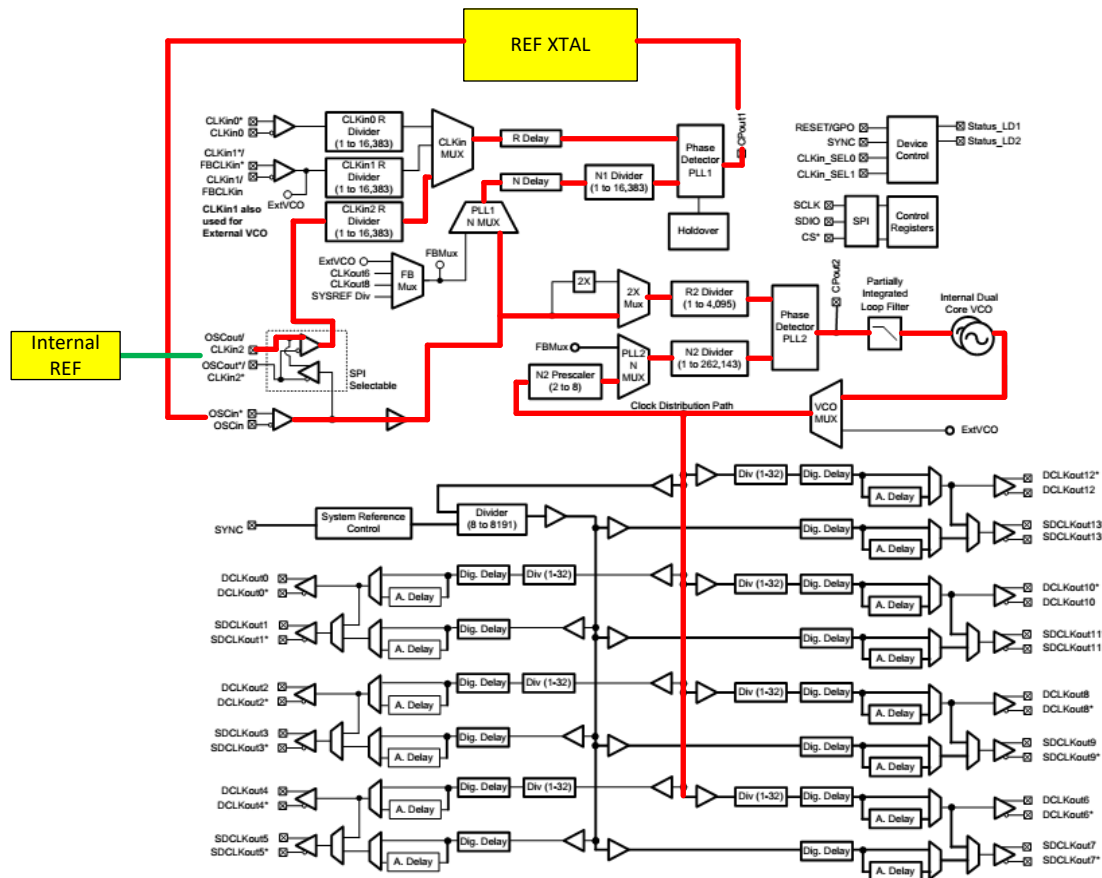 REF XTAL
CLKin0*
CLKin0
CLKin0 R
Divider
(1 to 16,383)
CLKin
MUX
R Delay
Phase
Detector
PLL1
CPout1
RESET/GPO
SYNC
CLKin_SEL0
CLKin_SEL1
Device
Control
Status_LD1
Status_LD2
CLKin1*/
FBCLKin*
CLKin1/
FBCLKin
CLKin1 R
Divider
(1 to 16,383)
ExtVCO
N Delay
N1 Divider
(1 to 16,383)
CLKin1 also
used for
External VCO
CLKin2 R
Divider
(1 to 16,383)
PLL1
N MUX
Holdover
SCLK
SDIO
CS*
SPI
Control
Registers
ExtVCO
CLKout6
CLKout8
SYSREF Div
FB
Mux
FBMux
2X
2X
Mux
R2 Divider
(1 to 4,095)
Phase
Detector
PLL2
CPout2
Partially
Integrated
Loop Filter
Internal Dual
Core VCO
Internal
REF
OSCout/
CLKin2
OSCout*/
CLKin2*
SPI
Selectable
FBMux
PLL2
N
MUX
N2 Divider
(1 to 262,143)
N2 Prescaler
(2 to 8)
OSCin*
OSCin
Clock Distribution Path
VCO
MUX
ExtVCO
SYNC
System Reference
Control
Divider
(8 to 8191)
Div (1-32)
Dig. Delay
A. Delay
DCLKout12*
DCLKout12
Dig. Delay
A. Delay
SDCLKout13
SDCLKout13
DCLKout0
DCLKout0*
A. Delay
Dig. Delay
Div (1-32)
Div (1-32)
Dig. Delay
A. Delay
DCLKout10*
DCLKout10
SDCLKout1
SDCLKout1*
A. Delay
Dig. Delay
Dig. Delay
A. Delay
SDCLKout11
SDCLKout11
DCLKout2
DCLKout2*
A. Delay
Dig. Delay
Div (1-32)
Div (1-32)
Dig. Delay
A. Delay
DCLKout8
DCLKout8*
SDCLKout3
SDCLKout3*
A. Delay
Dig. Delay
Dig. Delay
A. Delay
SDCLKout9
SDCLKout9*
DCLKout4
DCLKout4*
A. Delay
Dig. Delay
Div (1-32)
Div (1-32)
Dig. Delay
A. Delay
DCLKout6
DCLKout6*
SDCLKout5
SDCLKout5*
A. Delay
Dig. Delay
Dig. Delay
A. Delay
SDCLKout7
SDCLKout7*